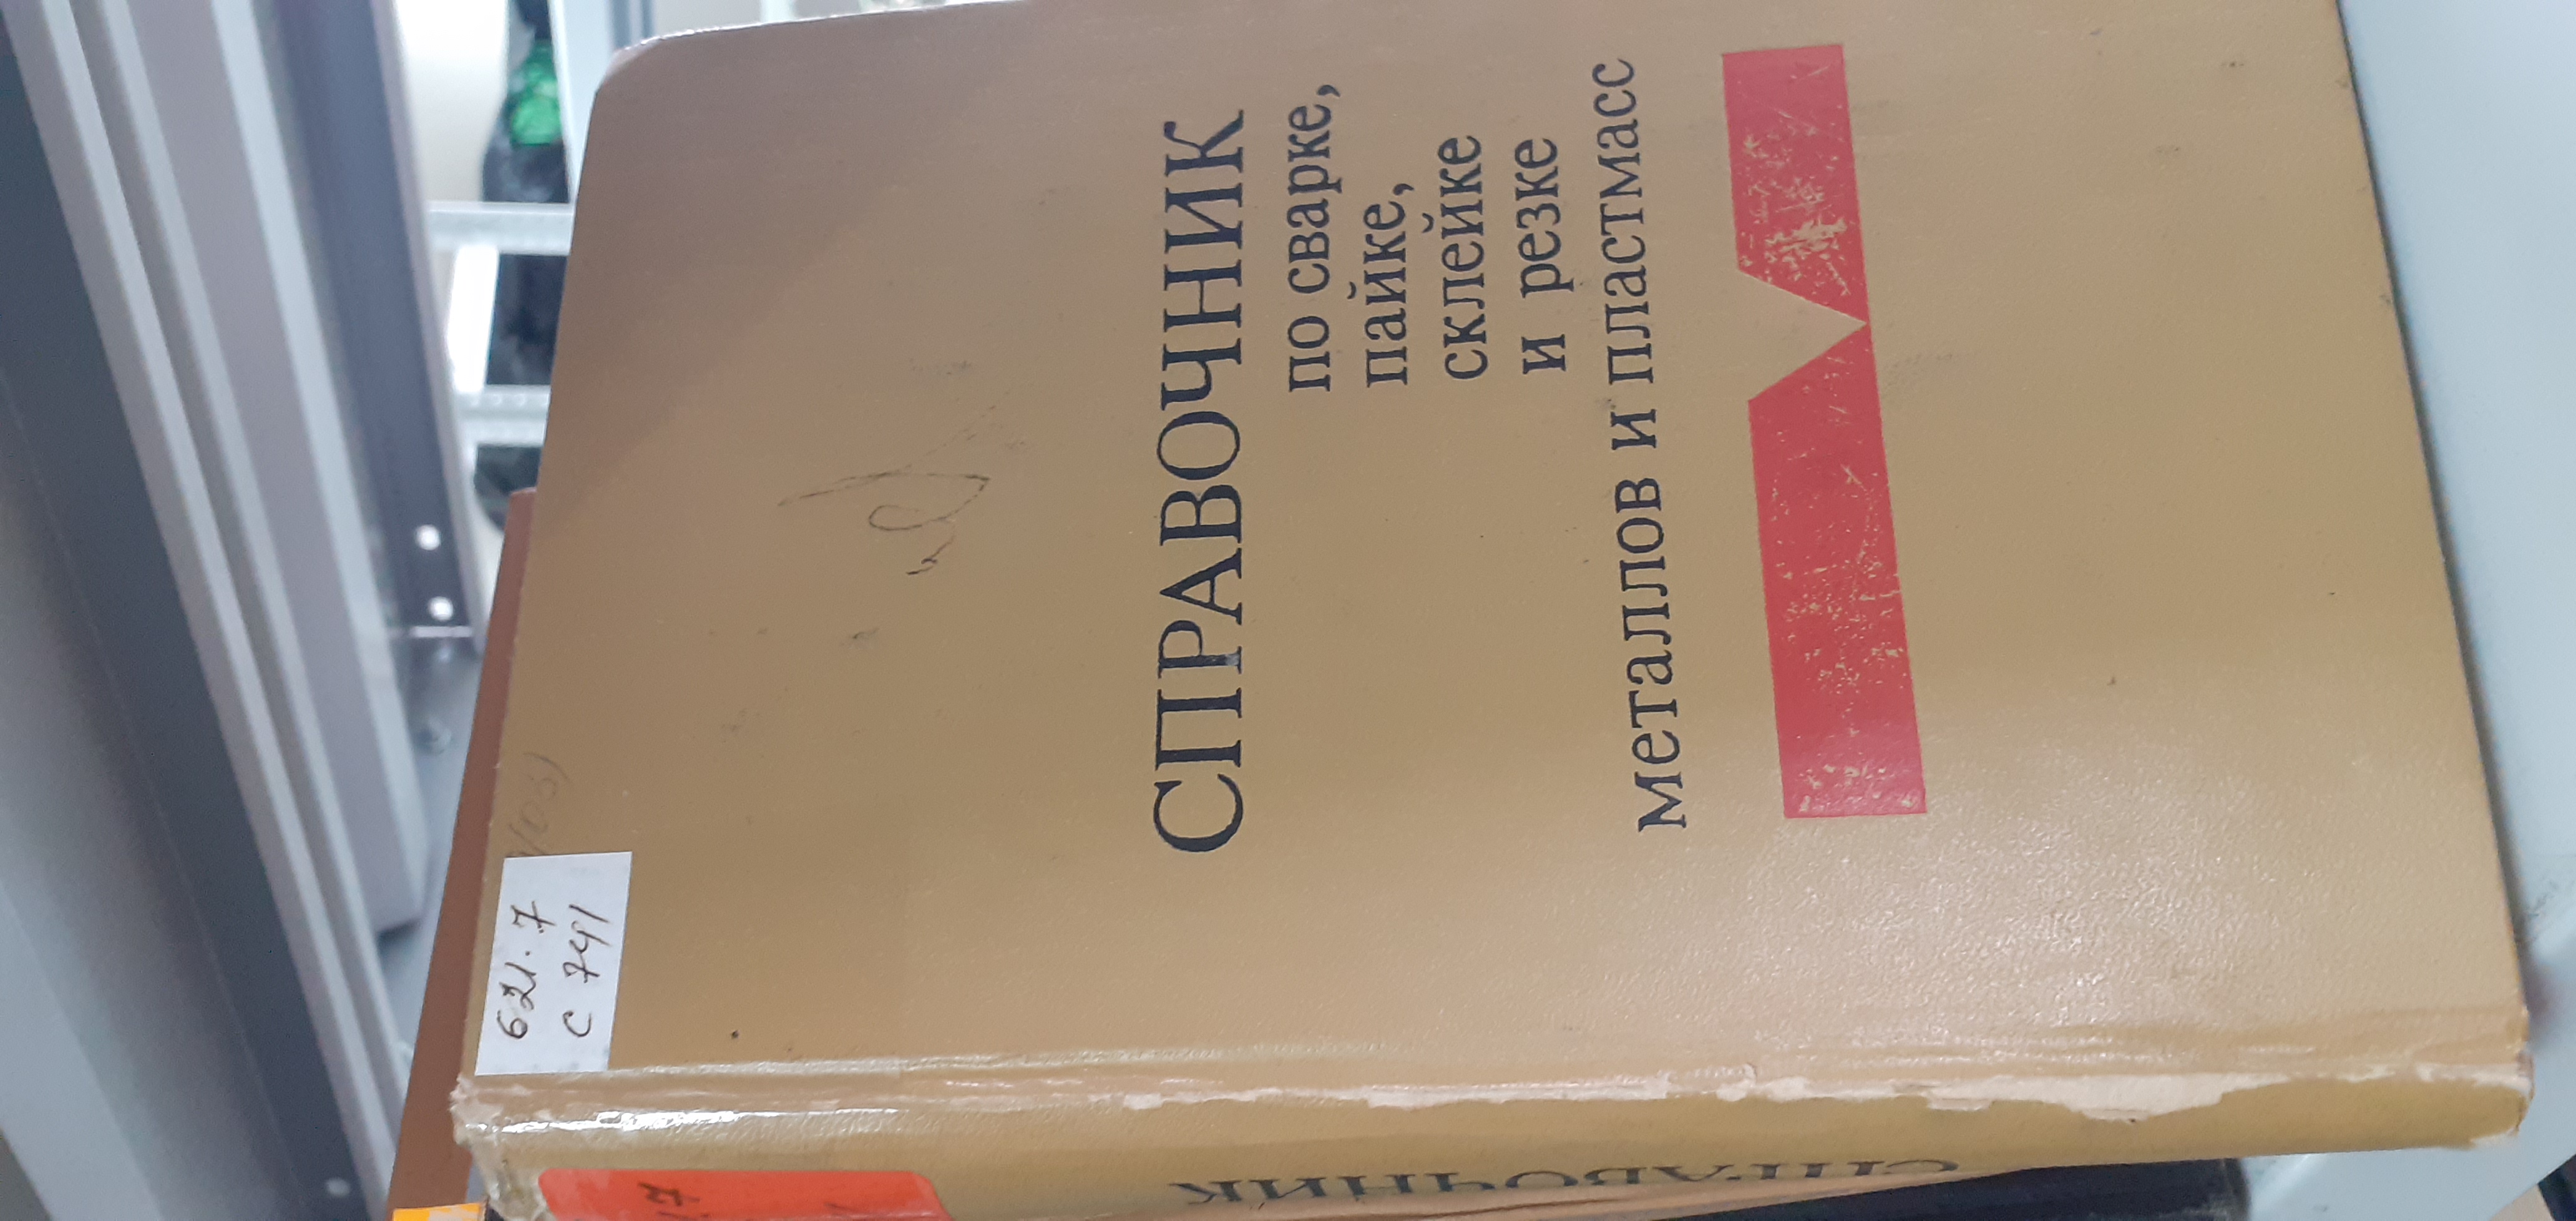 621.7
С 741
СПРАВОЧНИК
по сварке,
пайке,
склейке
и резке
металлов и пластмасс
СПРАВОЧНИК